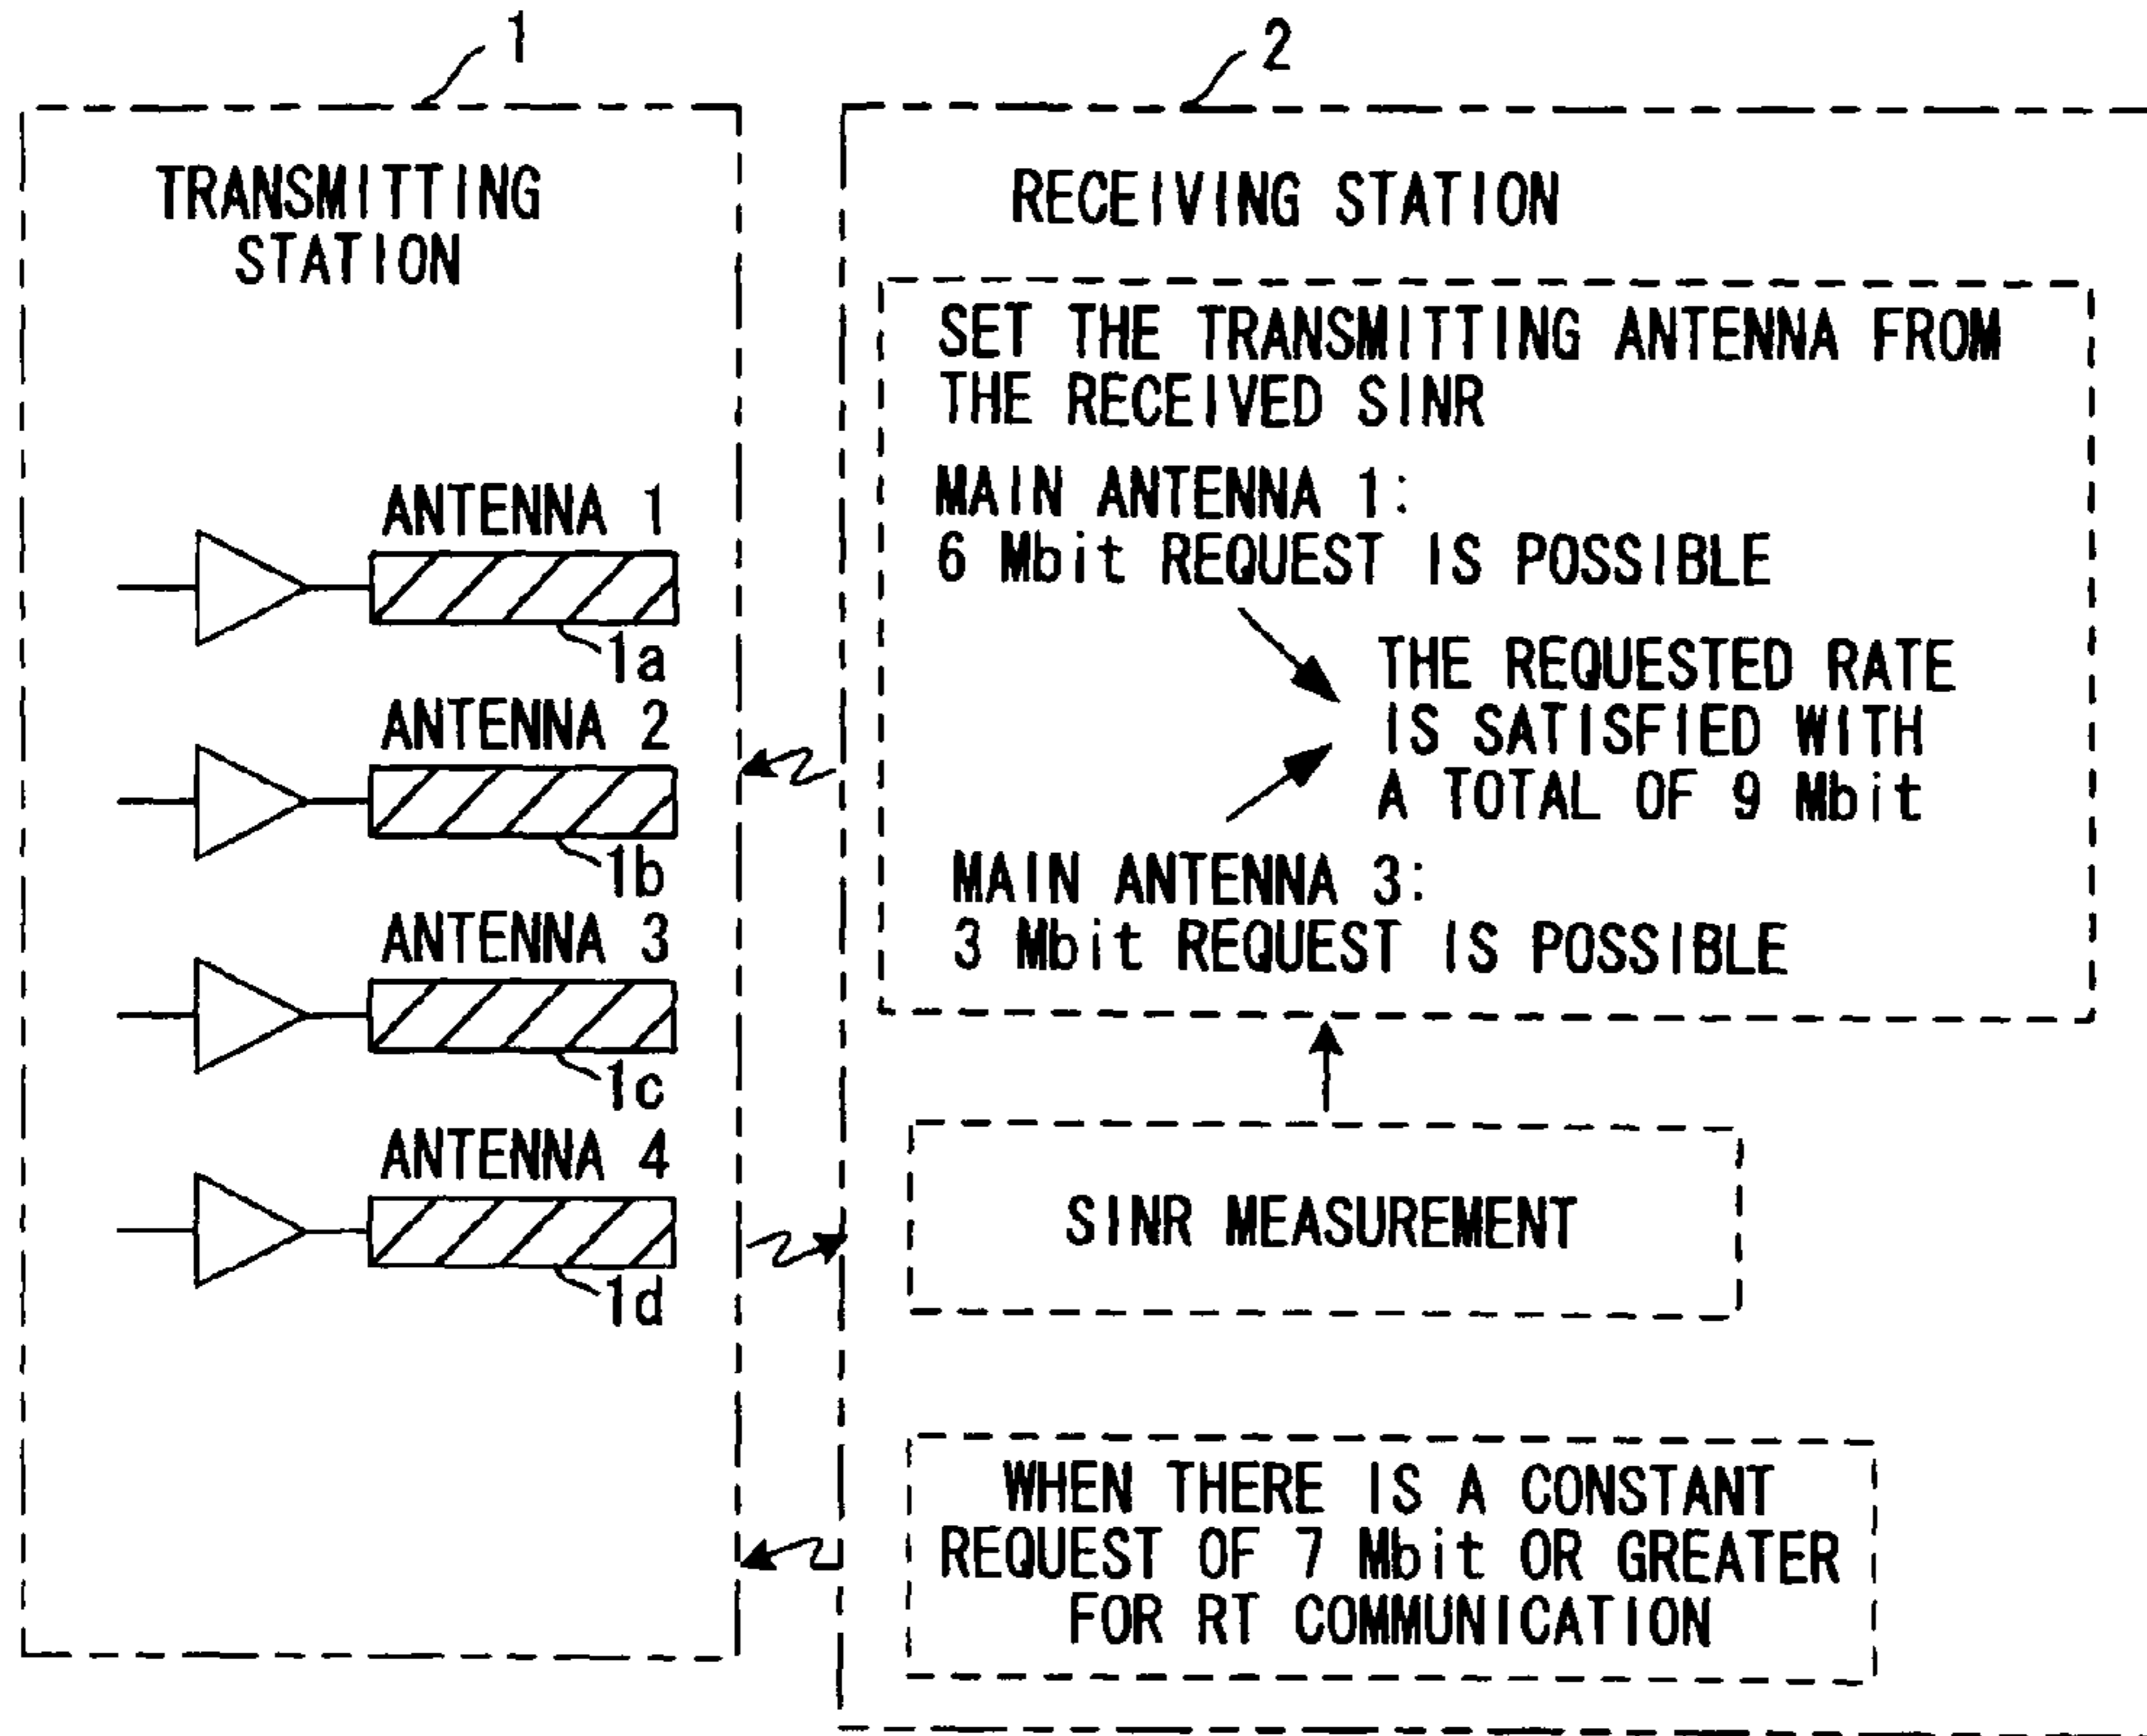 1
2
TRANSMITTING
STATION
ANTENNA 1
1a
ANTENNA 2
1b
ANTENNA 3
1c
ANTENNA 4
1d
RECEIVING STATION
SET THE TRANSMITTING ANTENNA FROM
THE RECEIVED SINR
MAIN ANTENNA 1:
6 Mbit REQUEST IS POSSIBLE
THE REQUESTED RATE
IS SATISFIED WITH
A TOTAL OF 9 Mbit
MAIN ANTENNA 3:
3 Mbit REQUEST IS POSSIBLE
SINR MEASUREMENT
WHEN THERE IS A CONSTANT
REQUEST OF 7 Mbit OR GREATER
FOR RT COMMUNICATION